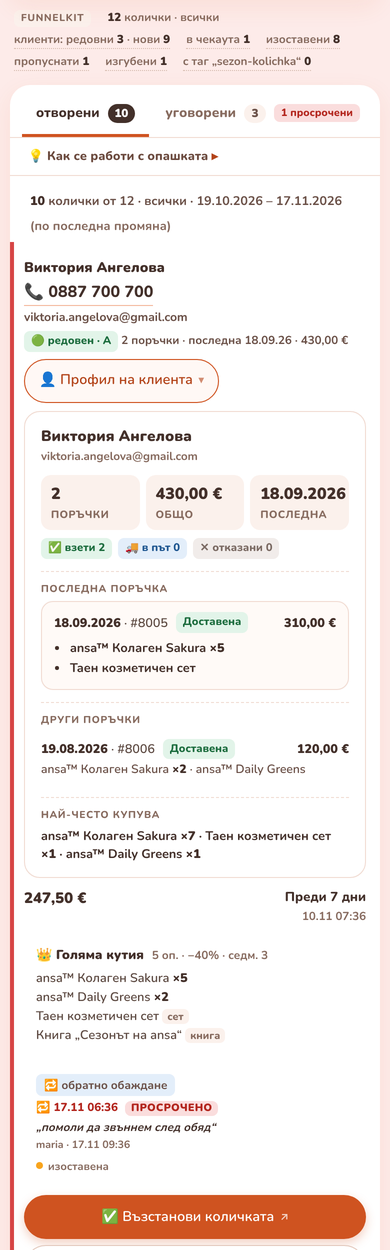 FUNNELKIT 12 колички · всички
клиенти: редовни 3 · нови 9 в чекаута 1 изоставени 8
пропуснати 1 изгубени 1 с таг „sezon-kolichka“ 0
отворени 10 уговорени 3 1 просрочени
💡 Как се работи с опашката ▸
10 колички от 12 · всички · 19.10.2026 – 17.11.2026
(по последна промяна)
Виктория Ангелова
📞 0887 700 700
viktoria.angelova@gmail.com
🟢 редовен · A 2 поръчки · последна 18.09.26 · 430,00 €
👤 Профил на клиента ▾
Виктория Ангелова
viktoria.angelova@gmail.com
2 430,00 € 18.09.2026
ПОРЪЧКИ ОБЩО ПОСЛЕДНА
✅ взети 2 🚚 в път 0 ✕ отказани 0
ПОСЛЕДНА ПОРЪЧКА
18.09.2026 · #8005 Доставена 310,00 €
• ansa™ Колаген Sakura ×5
• Таен козметичен сет
ДРУГИ ПОРЪЧКИ
19.08.2026 · #8006 Доставена 120,00 €
ansa™ Колаген Sakura ×2 · ansa™ Daily Greens
НАЙ-ЧЕСТО КУПУВА
ansa™ Колаген Sakura ×7 · Таен козметичен сет
×1 · ansa™ Daily Greens ×1
247,50 € Преди 7 дни
10.11 07:36
👑 Голяма кутия 5 оп. · −40% · седм. 3
ansa™ Колаген Sakura ×5
ansa™ Daily Greens ×2
Таен козметичен сет сет
Книга „Сезонът на ansa“ книга
🔁 обратно обаждане
🔁 17.11 06:36 ПРОСРОЧЕНО
„помоли да звъннем след обяд“
maria · 17.11 09:36
изоставена
✅ Възстанови количката ↗